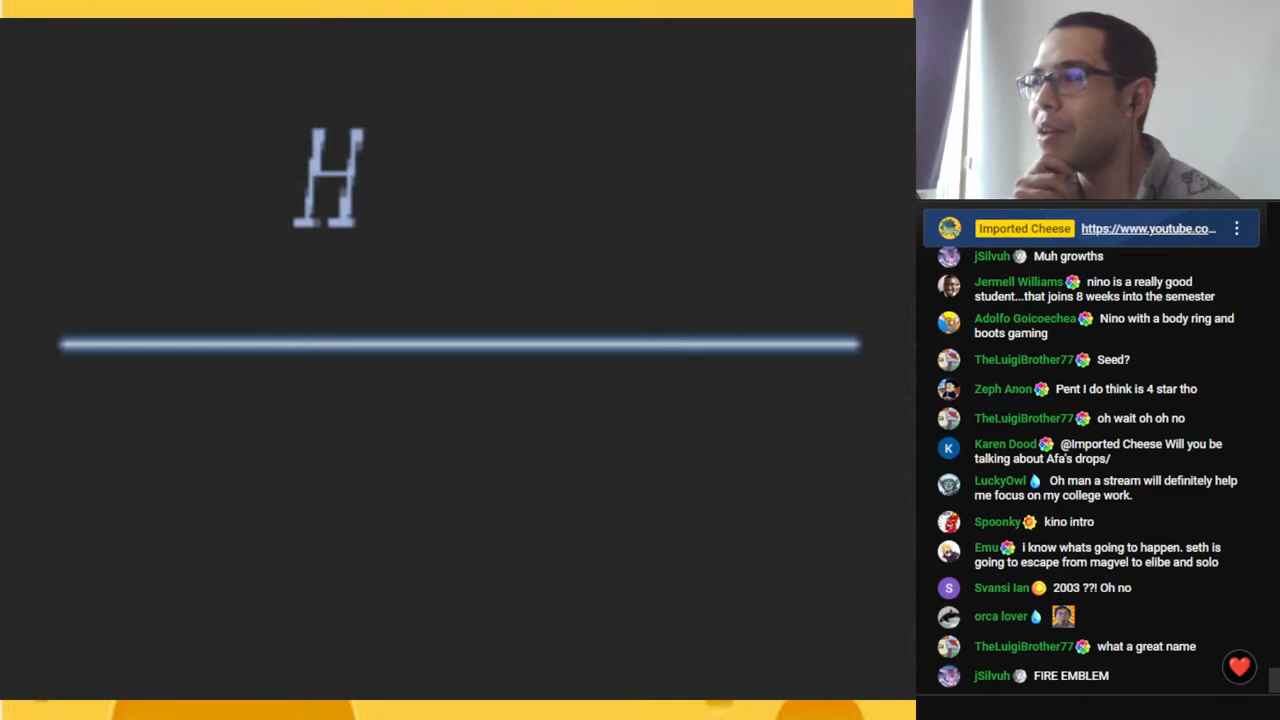 H
Imported Cheese https://www.youtube.co...
jSilvuh Muh growths
Jermell Williams nino is a really good
student...that joins 8 weeks into the semester
Adolfo Goicoechea Nino with a body ring and
boots gaming
TheLuigiBrother77 Seed?
Zeph Anon Pent I do think is 4 star tho
TheLuigiBrother77 oh wait oh oh no
K
Karen Dood @Imported Cheese Will you be
talking about Afa's drops/
LuckyOwl Oh man a stream will definitely help
me focus on my college work.
Spoonky kino intro
Emu i know whats going to happen. seth is
going to escape from magvel to elibe and solo
S
Svansi Ian 2003 ??! Oh no
orca lover
TheLuigiBrother77 what a great name
jSilvuh FIRE EMBLEM